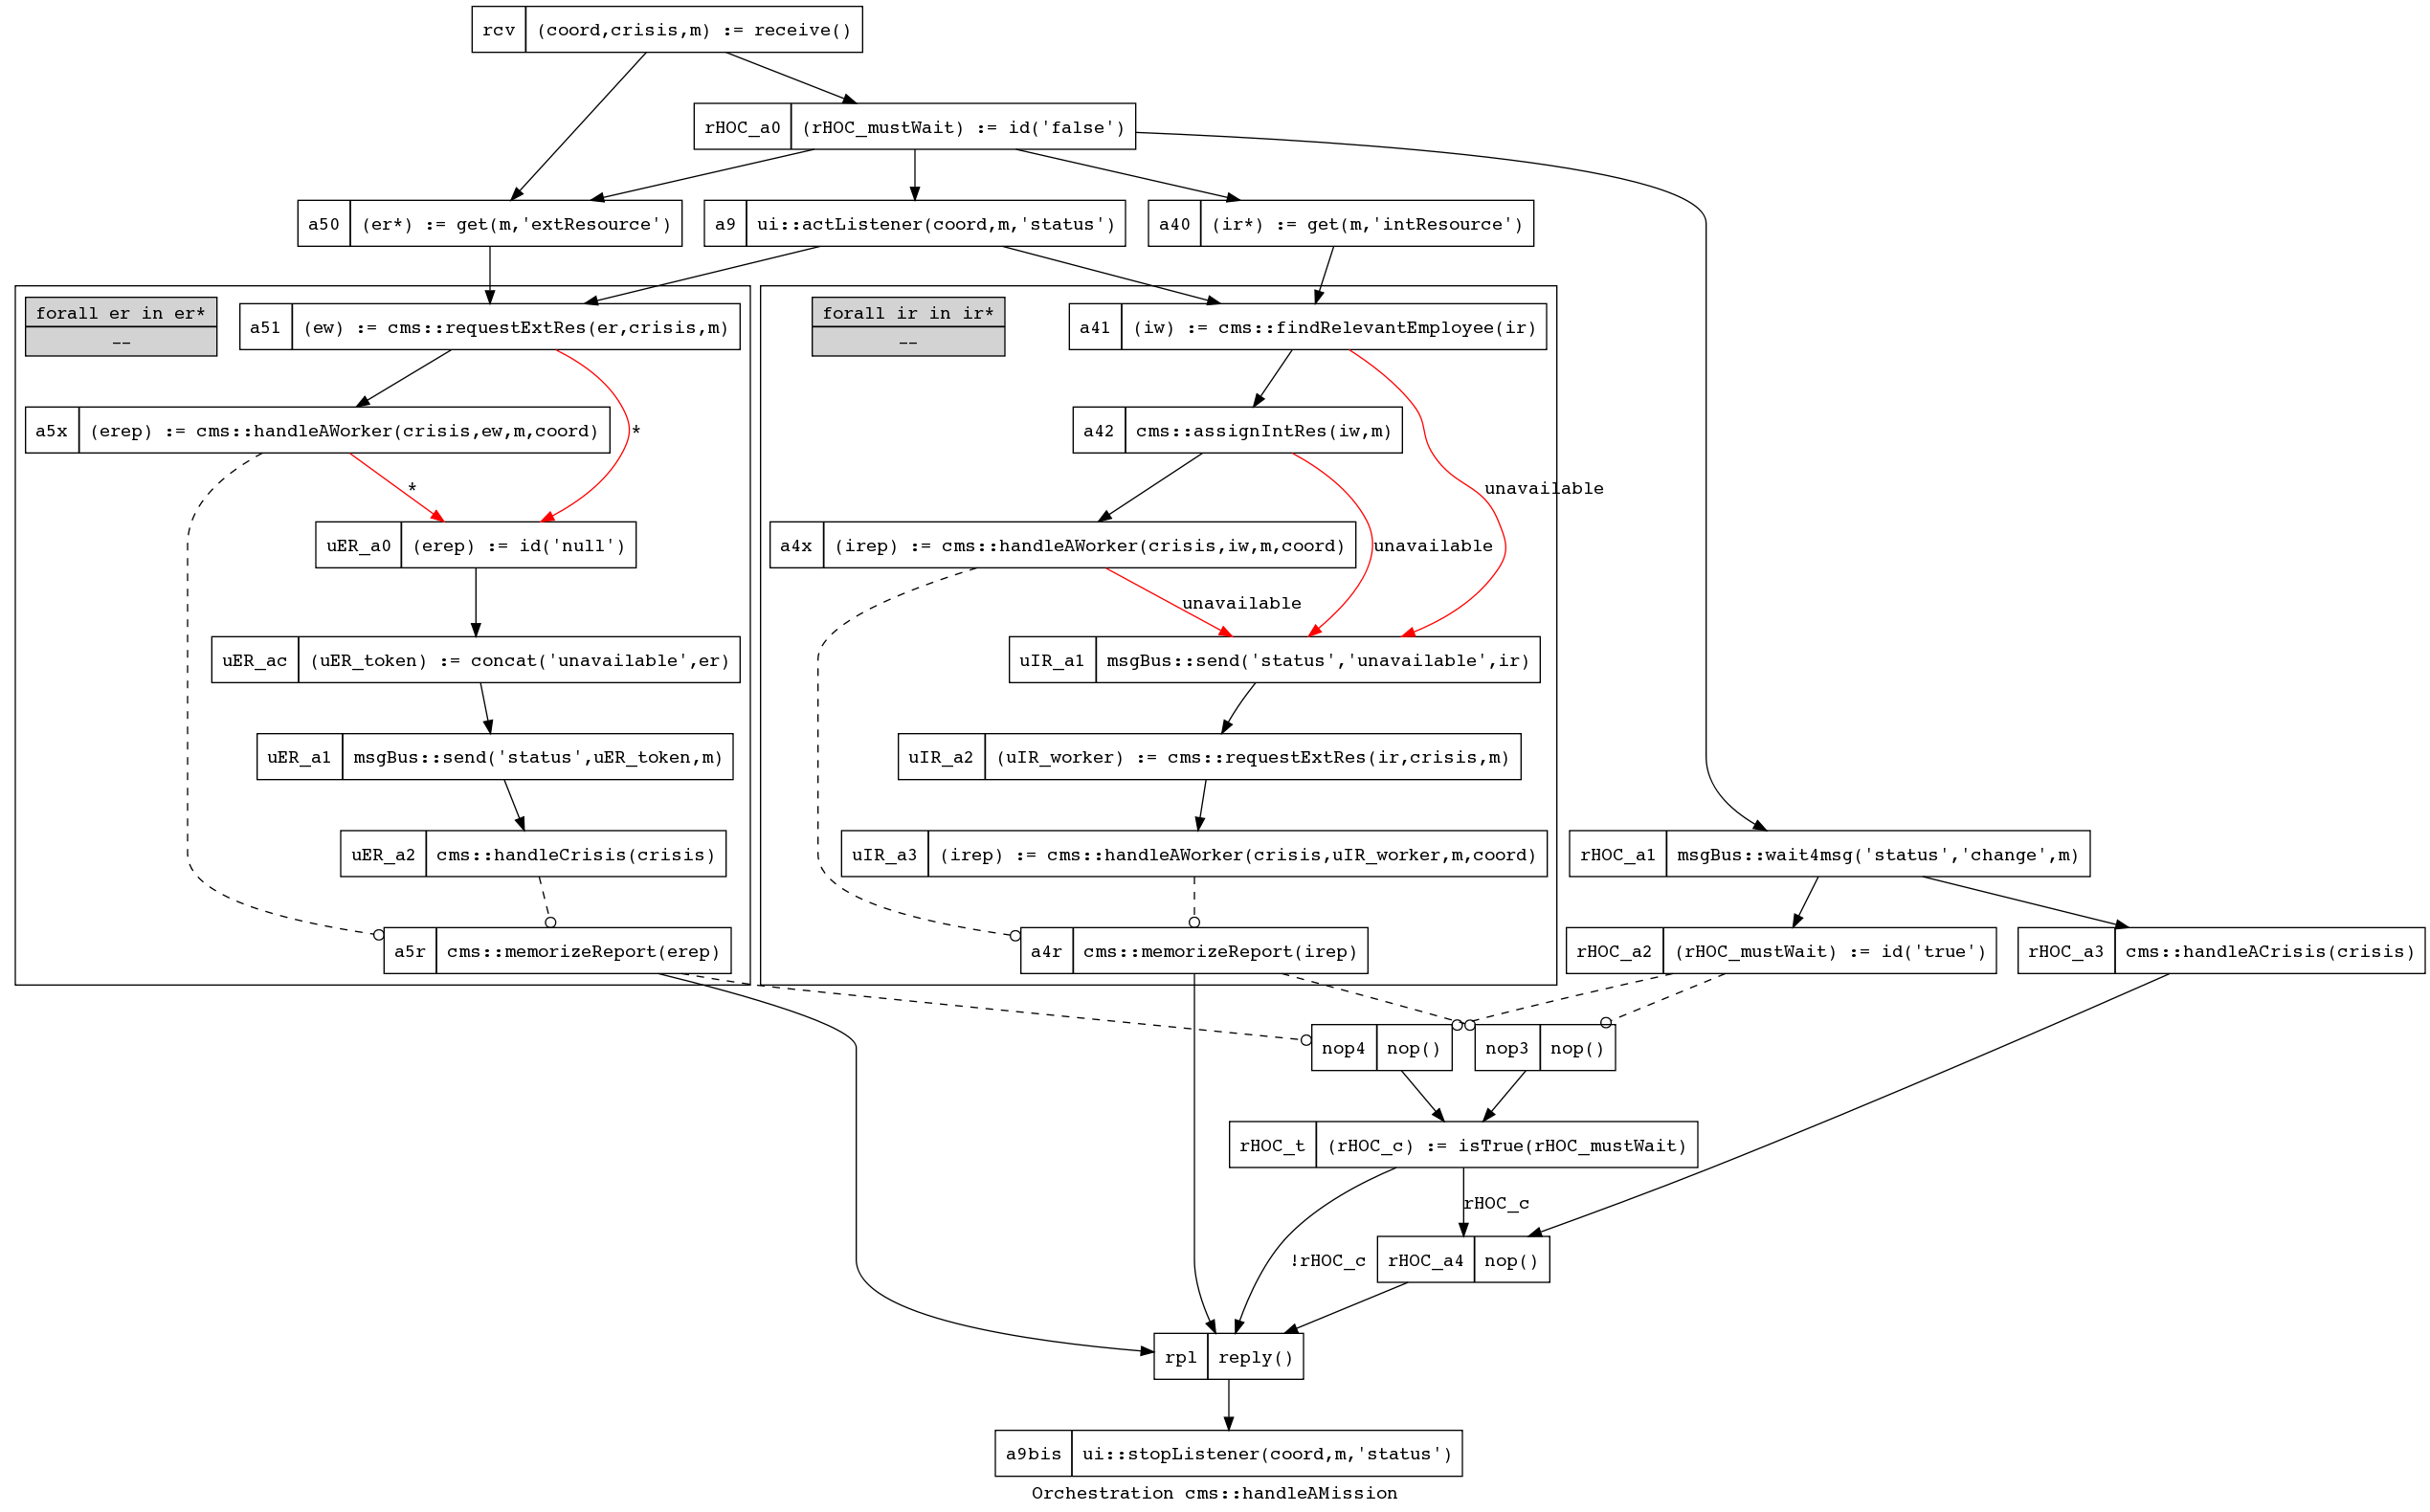 rcv (coord,crisis,m) := receive()
rHOC_a0 (rHOC_mustWait) := id('false')
a50 (er*) := get(m,'extResource')
a9 ui::actListener(coord,m,'status')
a40 (ir*) := get(m,'intResource')
forall er in er*
--
a51 (ew) := cms::requestExtRes(er,crisis,m)
forall ir in ir*
--
a41 (iw) := cms::findRelevantEmployee(ir)
a5x (erep) := cms::handleAWorker(crisis,ew,m,coord)
*
a42 cms::assignIntRes(iw,m)
*
unavailable
uER_a0 (erep) := id('null')
a4x (irep) := cms::handleAWorker(crisis,iw,m,coord)
unavailable
unavailable
uER_ac (uER_token) := concat('unavailable',er)
uIR_a1 msgBus::send('status','unavailable',ir)
uER_a1 msgBus::send('status',uER_token,m)
uIR_a2 (uIR_worker) := cms::requestExtRes(ir,crisis,m)
uER_a2 cms::handleCrisis(crisis)
uIR_a3 (irep) := cms::handleAWorker(crisis,uIR_worker,m,coord)
rHOC_a1 msgBus::wait4msg('status','change',m)
a5r cms::memorizeReport(erep)
a4r cms::memorizeReport(irep)
rHOC_a2 (rHOC_mustWait) := id('true')
rHOC_a3 cms::handleACrisis(crisis)
nop4 nop()
nop3 nop()
rHOC_t (rHOC_c) := isTrue(rHOC_mustWait)
rHOC_c
!rHOC_c
rHOC_a4 nop()
rpl reply()
a9bis ui::stopListener(coord,m,'status')
Orchestration cms::handleAMission